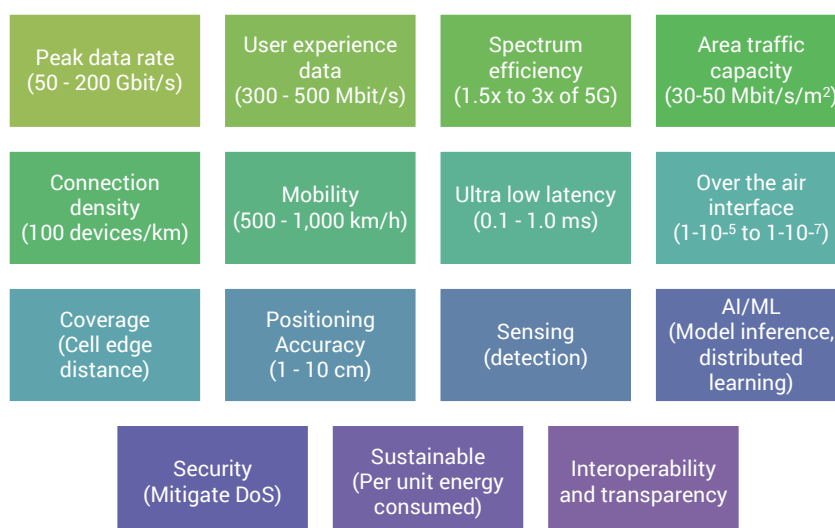 Peak data rate
(50 - 200 Gbit/s)
User experience
data
(300 - 500 Mbit/s)
Spectrum
efficiency
(1.5x to 3x of 5G)
Area traffic
capacity
(30-50 Mbit/s/m²)
Connection
density
(100 devices/km)
Mobility
(500 - 1,000 km/h)
Ultra low latency
(0.1 - 1.0 ms)
Over the air
interface
(1-10-⁵ to 1-10-⁷)
Coverage
(Cell edge
distance)
Positioning
Accuracy
(1 - 10 cm)
Sensing
(detection)
AI/ML
(Model inference,
distributed
learning)
Security
(Mitigate DoS)
Sustainable
(Per unit energy
consumed)
Interoperability
and transparency